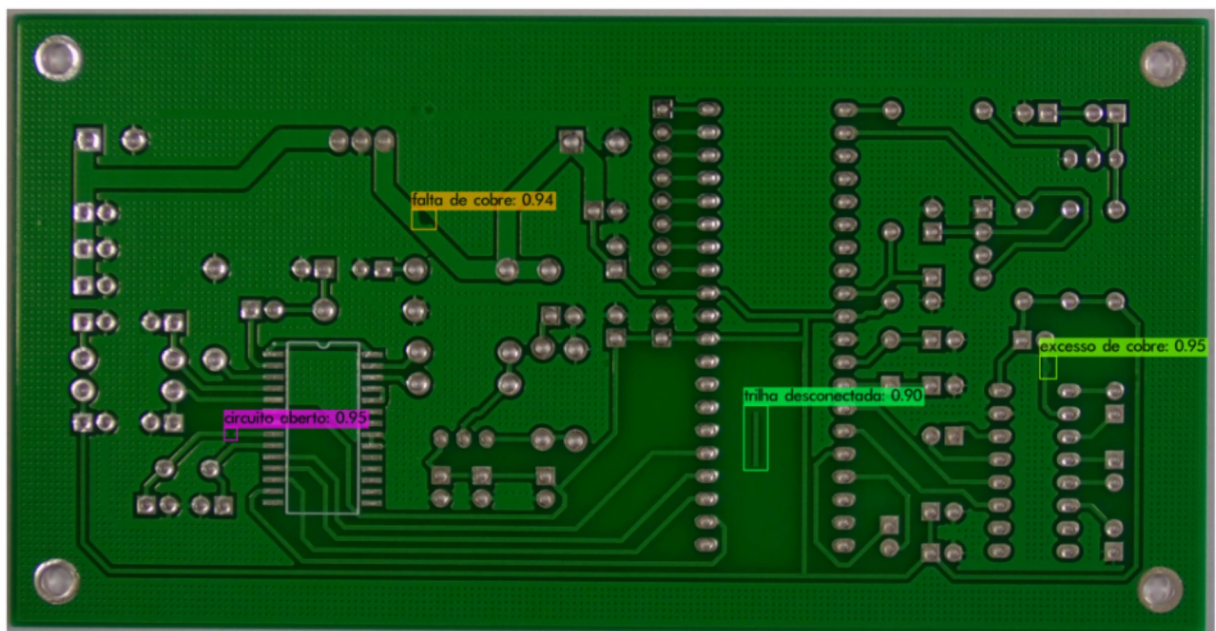 falta de cobre: 0.94
excesso de cobre: 0.95
trilha desconectada: 0.90
circuito aberto: 0.95